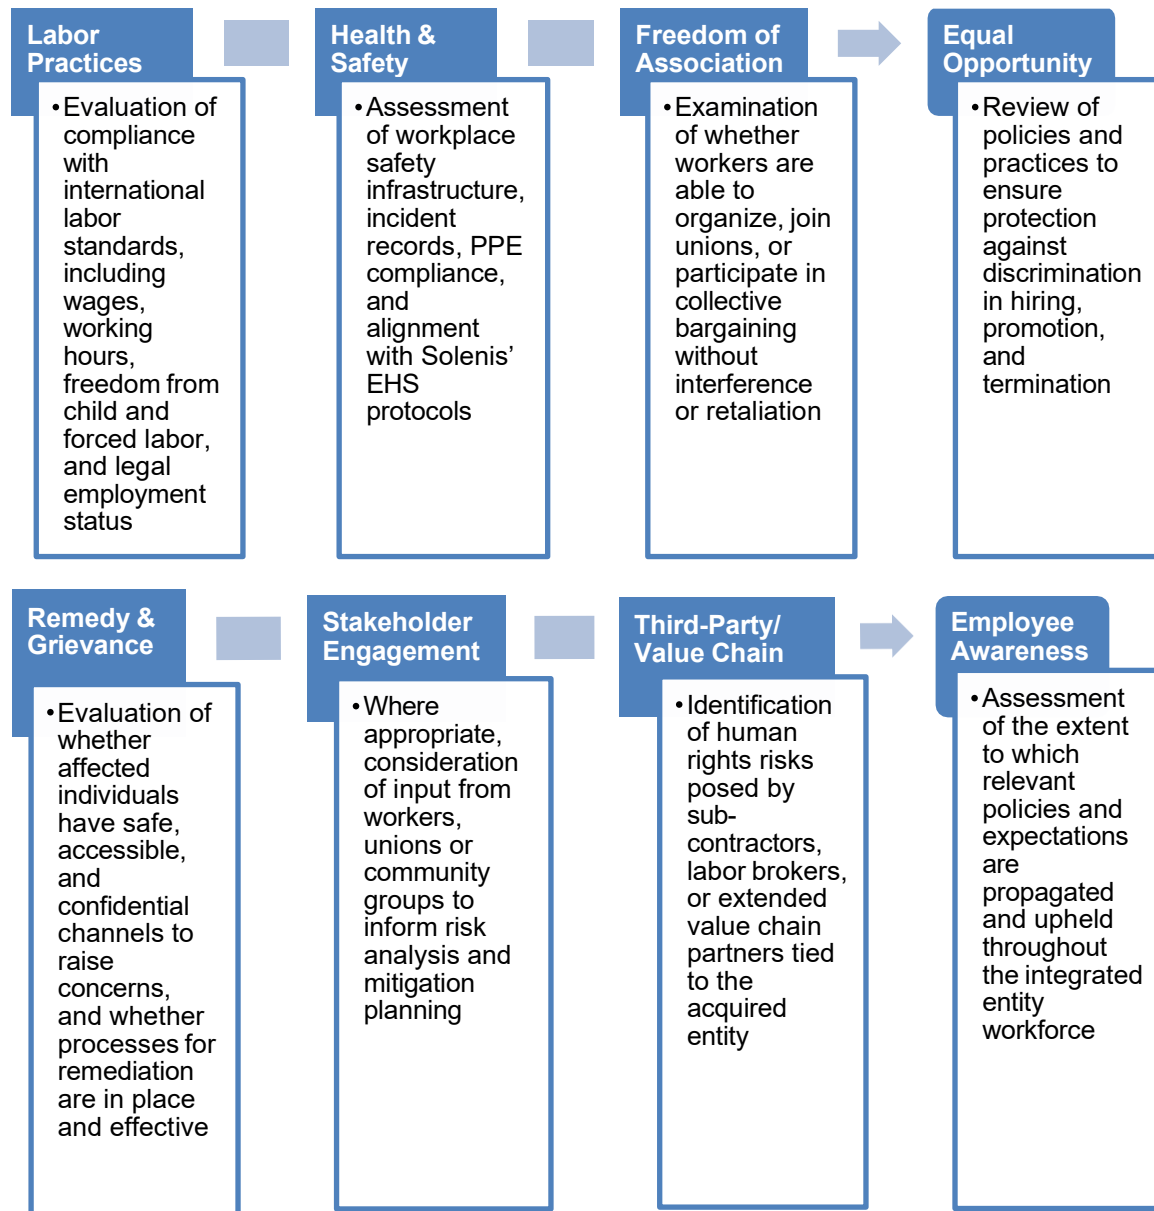 Labor
Practices
• Evaluation of
compliance
with
international
labor
standards,
including
wages,
working
hours,
freedom from
child and
forced labor,
and legal
employment
status
Health &
Safety
• Assessment
of workplace
safety
infrastructure,
incident
records, PPE
compliance,
and
alignment
with Solenis’
EHS
protocols
Freedom of
Association
• Examination
of whether
workers are
able to
organize, join
unions, or
participate in
collective
bargaining
without
interference
or retaliation
Equal
Opportunity
• Review of
policies and
practices to
ensure
protection
against
discrimination
in hiring,
promotion,
and
termination
Remedy &
Grievance
• Evaluation of
whether
affected
individuals
have safe,
accessible,
and
confidential
channels to
raise
concerns,
and whether
processes for
remediation
are in place
and effective
Stakeholder
Engagement
• Where
appropriate,
consideration
of input from
workers,
unions or
community
groups to
inform risk
analysis and
mitigation
planning
Third-Party/
Value Chain
• Identification
of human
rights risks
posed by
sub-
contractors,
labor brokers,
or extended
value chain
partners tied
to the
acquired
entity
Employee
Awareness
• Assessment
of the extent
to which
relevant
policies and
expectations
are
propagated
and upheld
throughout
the integrated
entity
workforce